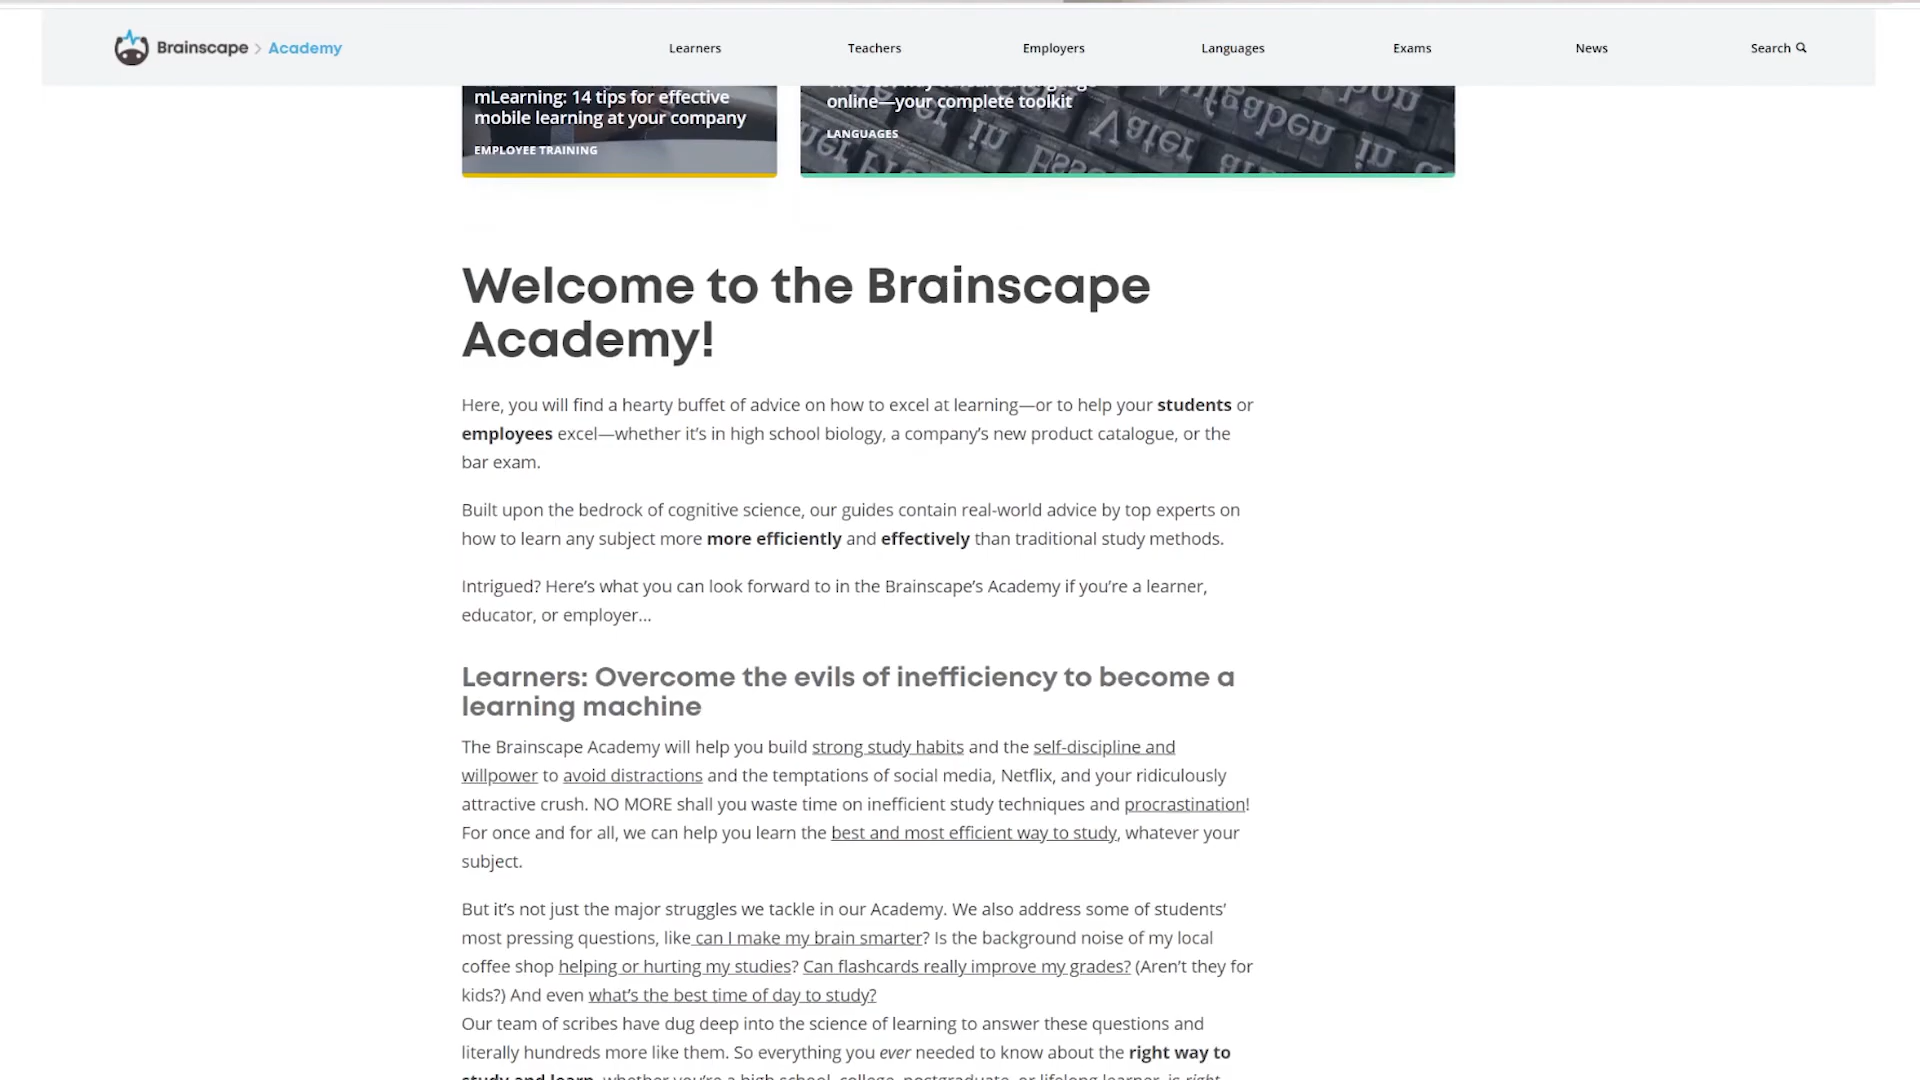 Brainscape > Academy
Learners
Teachers
Employers
Languages
Exams
News
Search
mLearning: 14 tips for effective
mobile learning at your company
EMPLOYEE TRAINING
online—your complete toolkit
LANGUAGES
Welcome to the Brainscape
Academy!
Here, you will find a hearty buffet of advice on how to excel at learning—or to help your students or
employees excel—whether it’s in high school biology, a company’s new product catalogue, or the
bar exam.
Built upon the bedrock of cognitive science, our guides contain real-world advice by top experts on
how to learn any subject more more efficiently and effectively than traditional study methods.
Intrigued? Here’s what you can look forward to in the Brainscape’s Academy if you’re a learner,
educator, or employer...
Learners: Overcome the evils of inefficiency to become a
learning machine
The Brainscape Academy will help you build strong study habits and the self-discipline and
willpower to avoid distractions and the temptations of social media, Netflix, and your ridiculously
attractive crush. NO MORE shall you waste time on inefficient study techniques and procrastination!
For once and for all, we can help you learn the best and most efficient way to study, whatever your
subject.
But it’s not just the major struggles we tackle in our Academy. We also address some of students’
most pressing questions, like can I make my brain smarter? Is the background noise of my local
coffee shop helping or hurting my studies? Can flashcards really improve my grades? (Aren’t they for
kids?) And even what’s the best time of day to study?
Our team of scribes have dug deep into the science of learning to answer these questions and
literally hundreds more like them. So everything you ever needed to know about the right way to
study and learn, whether you’re a high school, college, postgraduate, or lifelong learner, is right